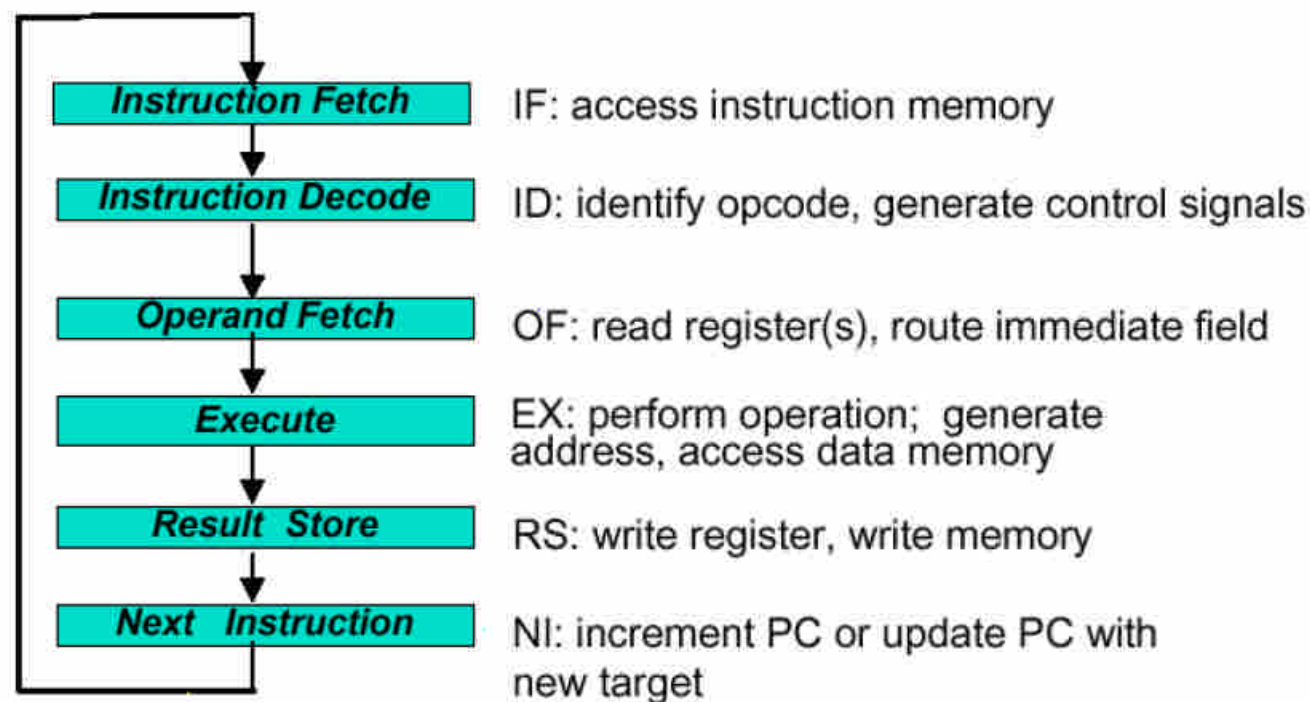 Instruction Fetch
IF: access instruction memory
Instruction Decode
ID: identify opcode, generate control signals
Operand Fetch
OF: read register(s), route immediate field
Execute
EX: perform operation; generate
address, access data memory
Result Store
RS: write register, write memory
Next Instruction
NI: increment PC or update PC with
new target